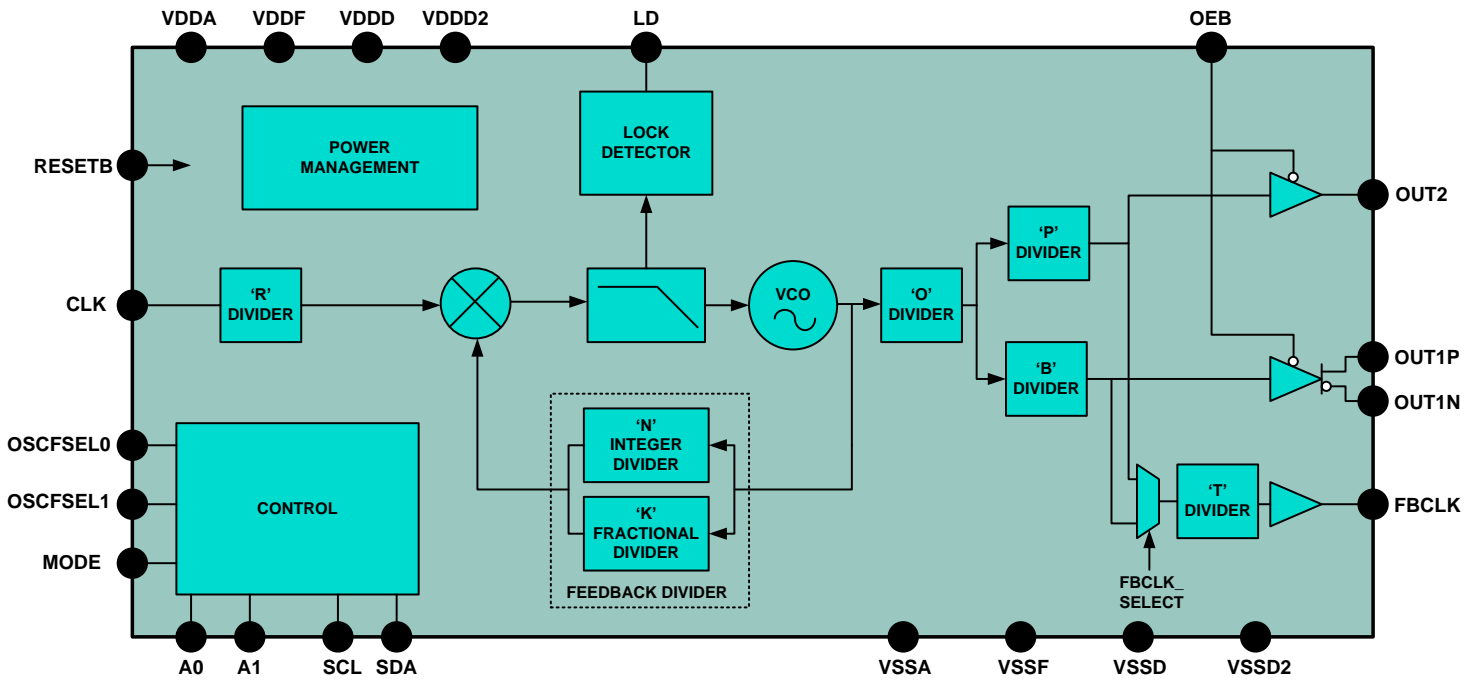 VDDA
VDDF
VDDD
VDDD2
LD
OEB
RESETB
POWER
MANAGEMENT
LOCK
DETECTOR
OUT2
'P'
DIVIDER
CLK
'R'
DIVIDER
VCO
'O'
DIVIDER
'B'
DIVIDER
OUT1P
OUT1N
OSCFSEL0
OSCFSEL1
MODE
CONTROL
'N'
INTEGER
DIVIDER
'K'
FRACTIONAL
DIVIDER
FEEDBACK DIVIDER
'T'
DIVIDER
FBCLK
FBCLK_
SELECT
A0
A1
SCL
SDA
VSSA
VSSF
VSSD
VSSD2